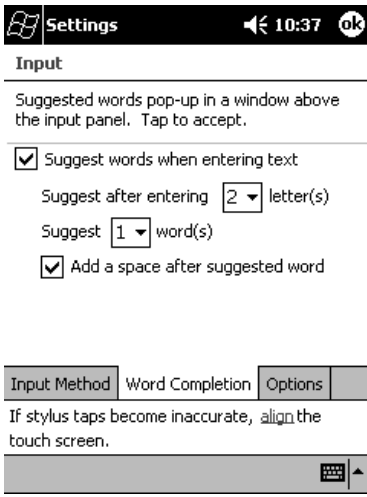 Settings 10:37 ok
Input
Suggested words pop-up in a window above
the input panel. Tap to accept.
Suggest words when entering text
Suggest after entering 2 letter(s)
Suggest 1 word(s)
Add a space after suggested word
Input Method Word Completion Options
If stylus taps become inaccurate, align the
touch screen.